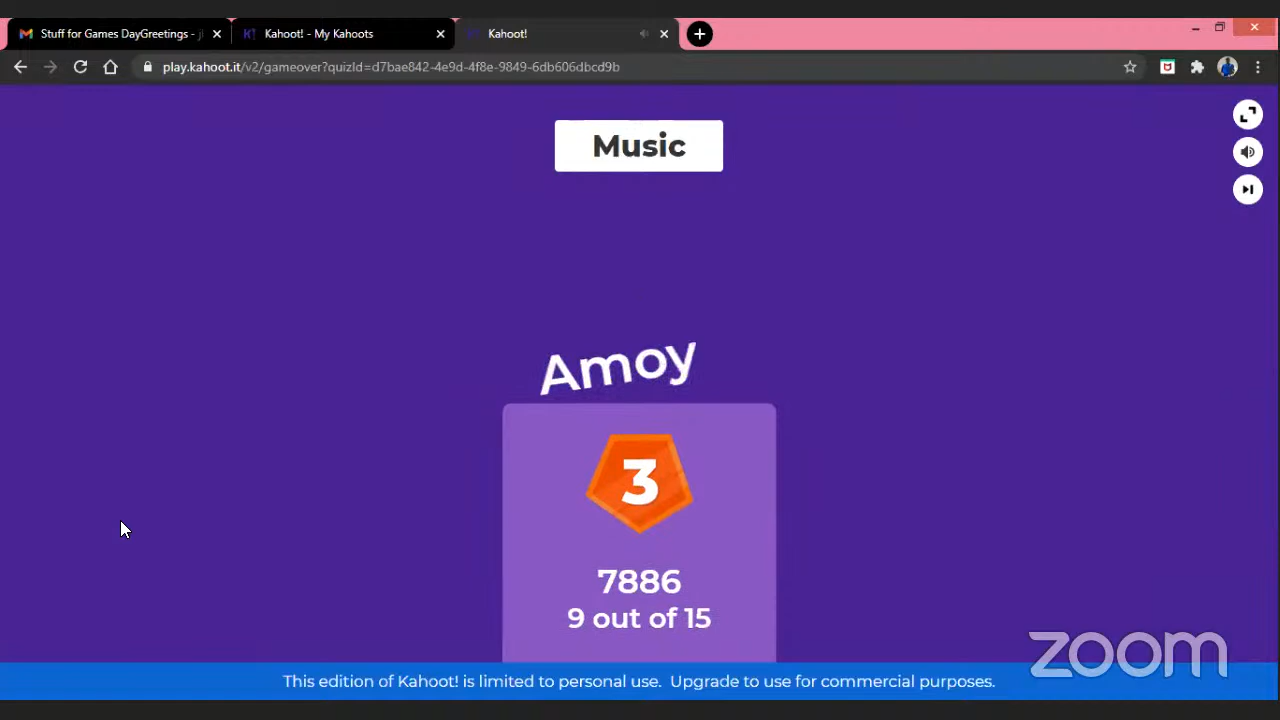 Stuff for Games DayGreetings -
Kahoot! - My Kahoots
Kahoot!
play.kahoot.it/v2/gameover?quizId=d7bae842-4e9d-4f8e-9849-6db606dbcd9b
Music
Amoy
3
7886
9 out of 15
zoom
This edition of Kahoot! is limited to personal use. Upgrade to use for commercial purposes.